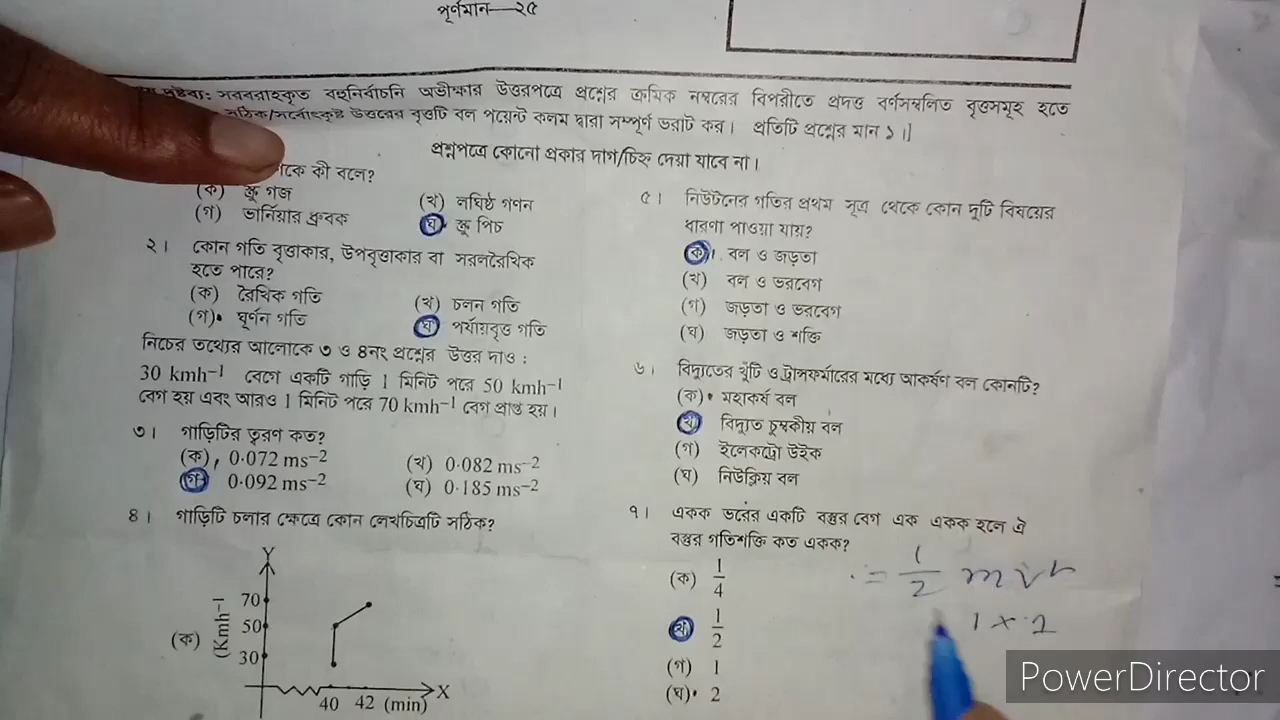 পূর্ণমান—২৫
দ্রষ্টব্য: সরবরাহকৃত বহুনির্বাচনি অভীক্ষার উত্তরপত্রে প্রশ্নের ক্রমিক নম্বরের বিপরীতে প্রদত্ত বর্ণসম্বলিত বৃত্তসমূহ হতে
সঠিক/সর্বোৎকৃষ্ট উত্তরের বৃত্তটি বল পয়েন্ট কলম দ্বারা সম্পূর্ণ ভরাট কর। প্রতিটি প্রশ্নের মান ১।]
প্রশ্নপত্রে কোনো প্রকার দাগ/চিহ্ন দেয়া যাবে না।
কে কী বলে?
(ক) স্ক্রু গজ (খ) লঘিষ্ঠ গণন
(গ) ভার্নিয়ার ধ্রুবক (ঘ) স্ক্রু পিচ
২। কোন গতি বৃত্তাকার, উপবৃত্তাকার বা সরলরৈখিক
হতে পারে?
(ক) রৈখিক গতি (খ) চলন গতি
(গ) ঘূর্ণন গতি (ঘ) পর্যায়বৃত্ত গতি
নিচের তথ্যের আলোকে ৩ ও ৪নং প্রশ্নের উত্তর দাও :
30 kmh⁻¹ বেগে একটি গাড়ি 1 মিনিট পরে 50 kmh⁻¹
বেগ হয় এবং আরও 1 মিনিট পরে 70 kmh⁻¹ বেগ প্রাপ্ত হয়।
৩। গাড়িটির ত্বরণ কত?
(ক) 0·072 ms⁻² (খ) 0·082 ms⁻²
(গ) 0·092 ms⁻² (ঘ) 0·185 ms⁻²
৪। গাড়িটি চলার ক্ষেত্রে কোন লেখচিত্রটি সঠিক?
(ক) (Kmh⁻¹) Y
70
50
30
40 42 (min) X
৫। নিউটনের গতির প্রথম সূত্র থেকে কোন দুটি বিষয়ের
ধারণা পাওয়া যায়?
(ক) বল ও জড়তা
(খ) বল ও ভরবেগ
(গ) জড়তা ও ভরবেগ
(ঘ) জড়তা ও শক্তি
৬। বিদ্যুতের খুঁটি ও ট্রান্সফর্মারের মধ্যে আকর্ষণ বল কোনটি?
(ক) মহাকর্ষ বল
(খ) বিদ্যুত চুম্বকীয় বল
(গ) ইলেকট্রো উইক
(ঘ) নিউক্লিয় বল
৭। একক ভরের একটি বস্তুর বেগ এক একক হলে ঐ
বস্তুর গতিশক্তি কত একক?
(ক) 1/4
(খ) 1/2
(গ) 1
(ঘ) 2
= 1/2 m v
1 ×
PowerDirector